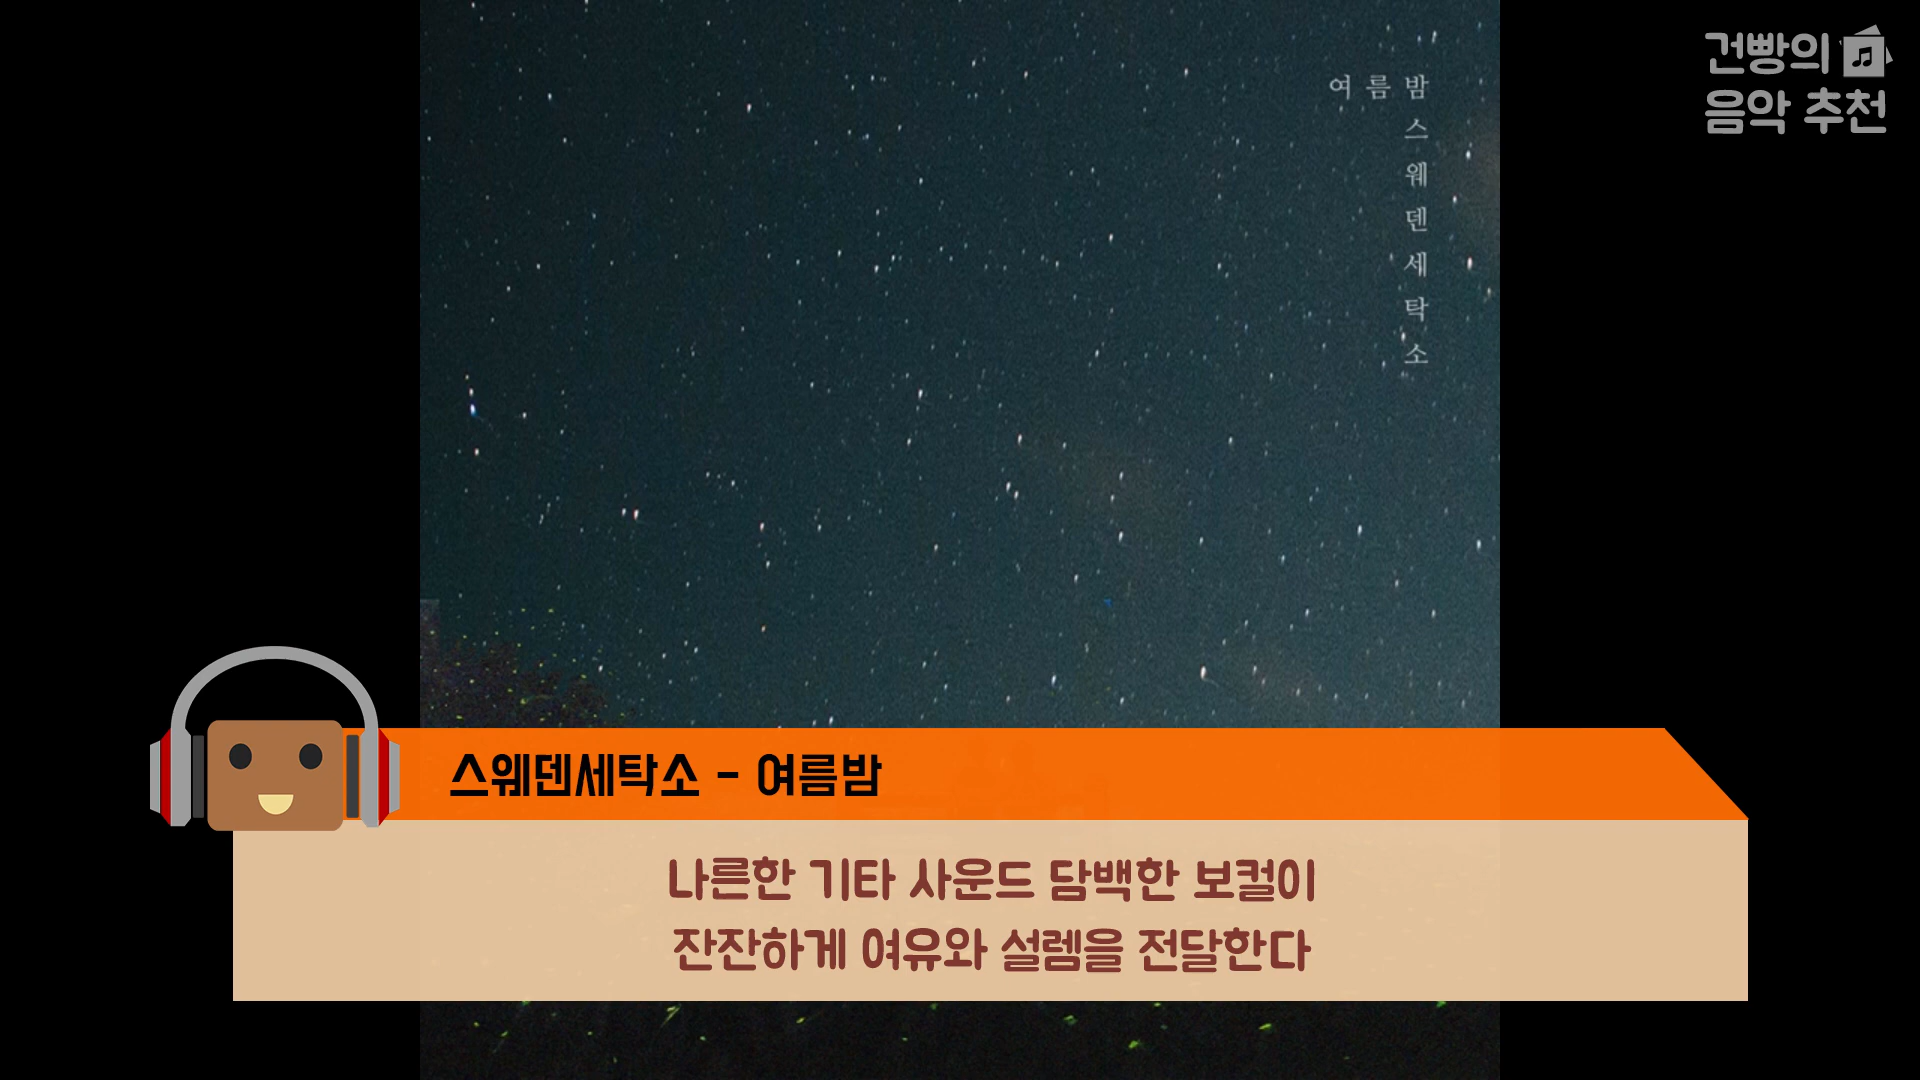 건빵의
음악 추천
여름밤
스웨덴세탁소
스웨덴세탁소 - 여름밤
나른한 기타 사운드 담백한 보컬이
잔잔하게 여유와 설렘을 전달한다